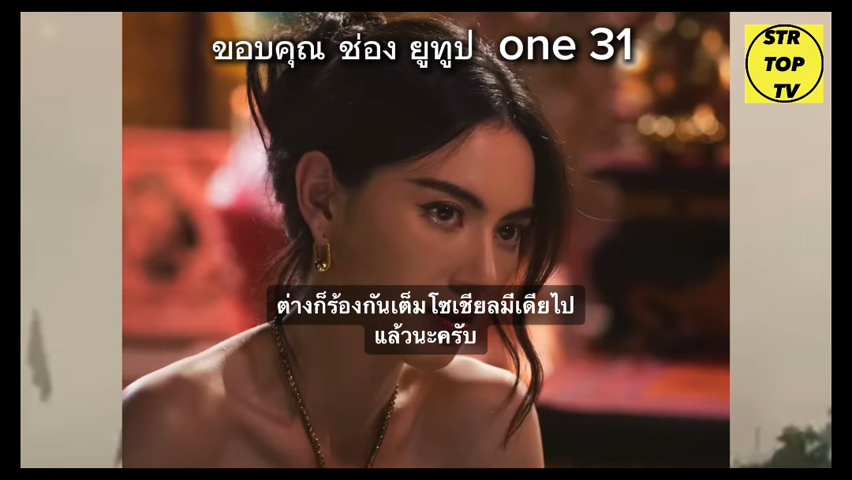 ขอบคุณ ช่อง ยูทูป one 31
STR
TOP
TV
ต่างก็ร้องกันเต็มโซเชียลมีเดียไป
แล้วนะครับ